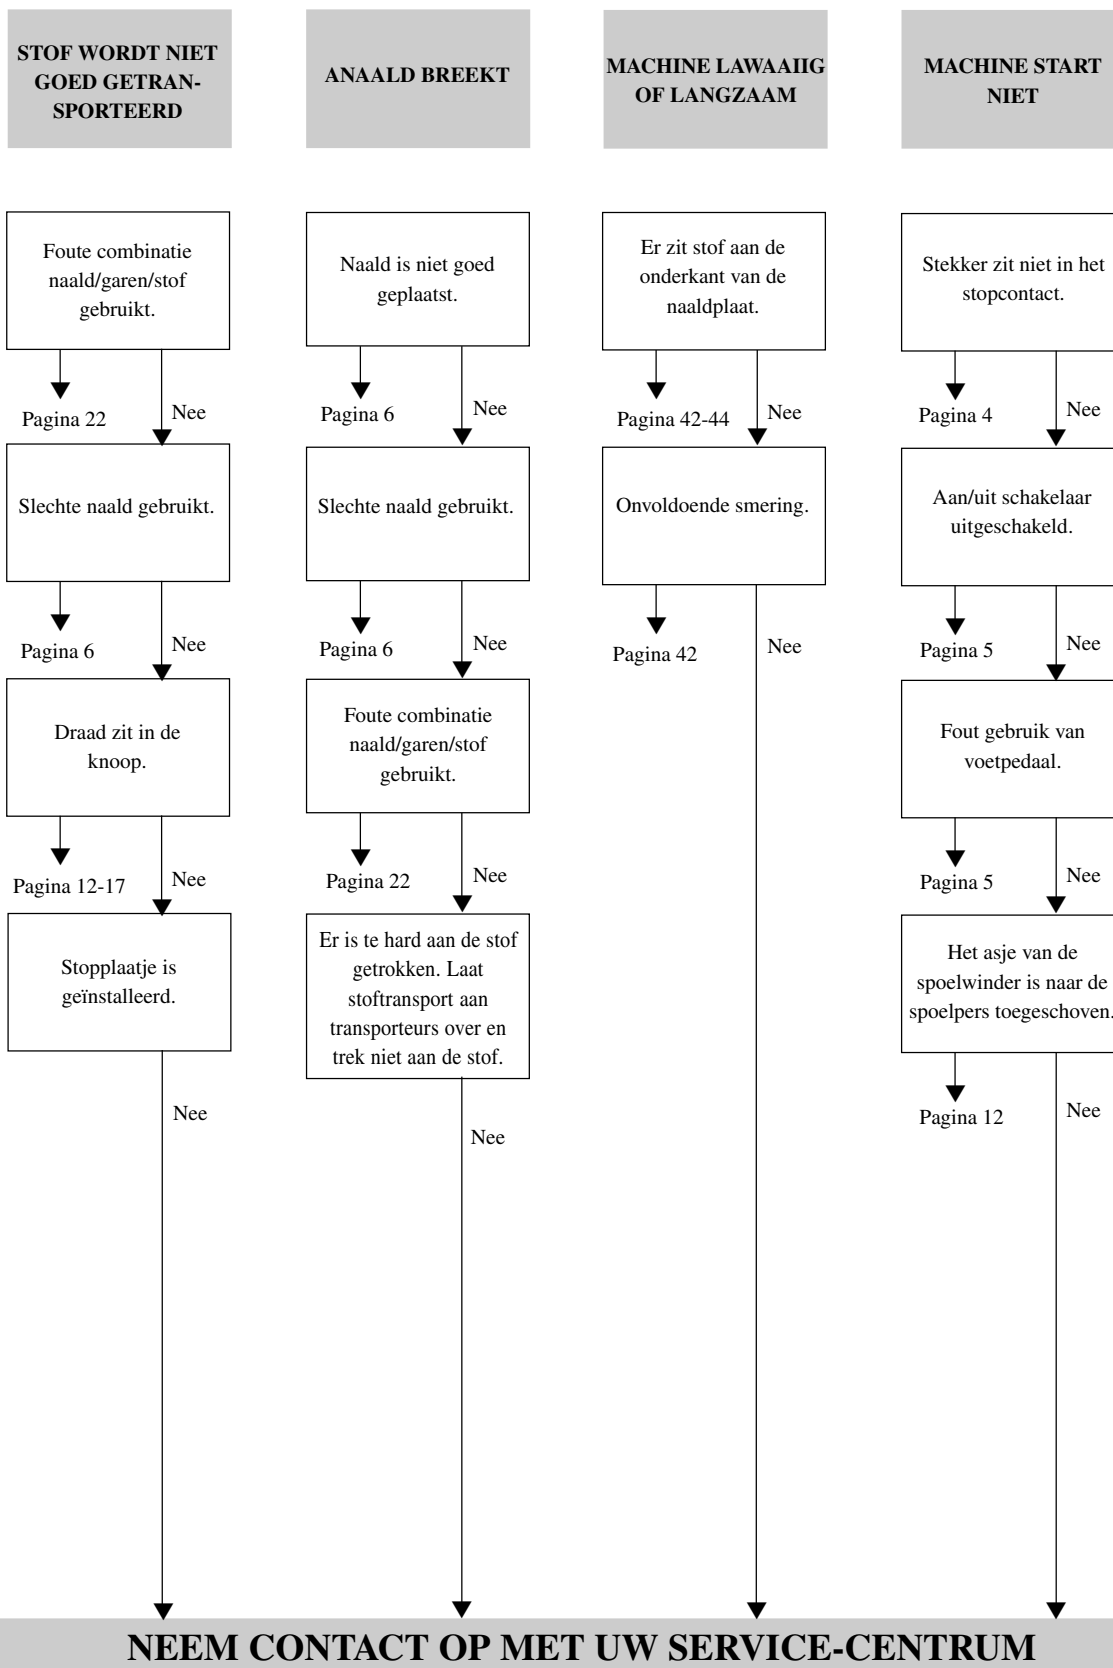 STOF WORDT NIET
GOED GETRAN-
SPORTEERD
Foute combinatie
naald/garen/stof
gebruikt.
Pagina 22
Nee
Slechte naald gebruikt.
Pagina 6
Nee
Draad zit in de
knoop.
Pagina 12-17
Nee
Stopplaatje is
geïnstalleerd.
Nee
ANAALD BREEKT
Naald is niet goed
geplaatst.
Pagina 6
Nee
Slechte naald gebruikt.
Pagina 6
Nee
Foute combinatie
naald/garen/stof
gebruikt.
Pagina 22
Nee
Er is te hard aan de stof
getrokken. Laat
stoftransport aan
transporteurs over en
trek niet aan de stof.
Nee
MACHINE LAWAAIIG
OF LANGZAAM
Er zit stof aan de
onderkant van de
naaldplaat.
Pagina 42-44
Nee
Onvoldoende smering.
Pagina 42
Nee
MACHINE START
NIET
Stekker zit niet in het
stopcontact.
Pagina 4
Nee
Aan/uit schakelaar
uitgeschakeld.
Pagina 5
Nee
Fout gebruik van
voetpedaal.
Pagina 5
Nee
Het asje van de
spoelwinder is naar de
spoelpers toegeschoven.
Pagina 12
Nee
NEEM CONTACT OP MET UW SERVICE-CENTRUM